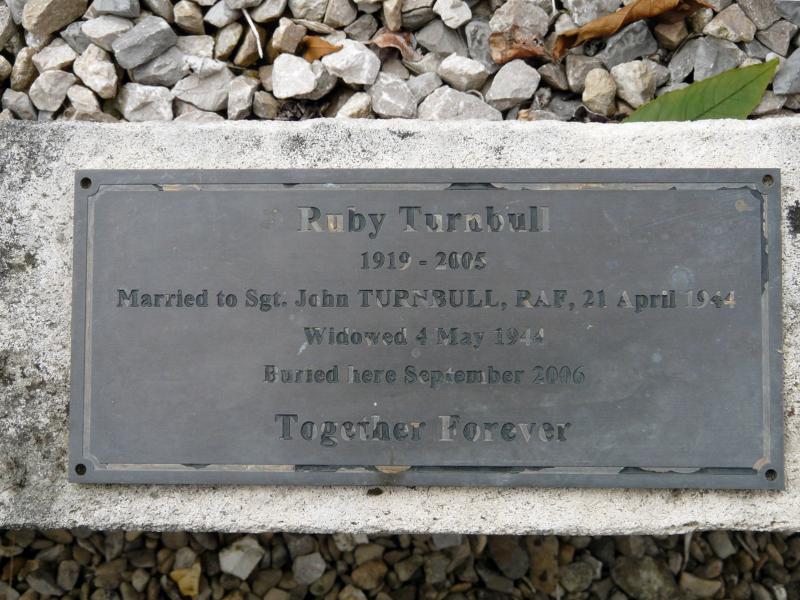 Ruby Turnbull
1919 - 2005
Married to Sgt. John TURNBULL, RAF, 21 April 1944
Widowed 4 May 1944
Buried here September 2006
Together Forever